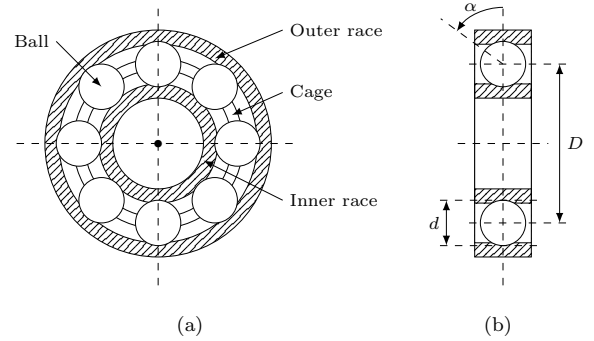 α
Ball
Outer race
Cage
D
Inner race
d
(a)
(b)